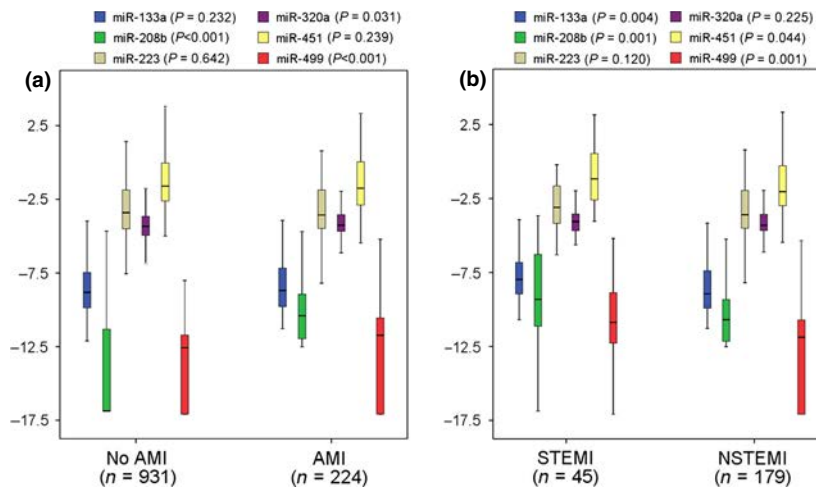 miR-133a (P = 0.232) miR-320a (P = 0.031)
miR-208b (P<0.001) miR-451 (P = 0.239)
miR-223 (P = 0.642) miR-499 (P<0.001)
(a)
2.5
−2.5
−7.5
−12.5
−17.5
No AMI AMI
(n = 931) (n = 224)
miR-133a (P = 0.004) miR-320a (P = 0.225)
miR-208b (P = 0.001) miR-451 (P = 0.044)
miR-223 (P = 0.120) miR-499 (P = 0.001)
(b)
2.5
−2.5
−7.5
−12.5
−17.5
STEMI NSTEMI
(n = 45) (n = 179)